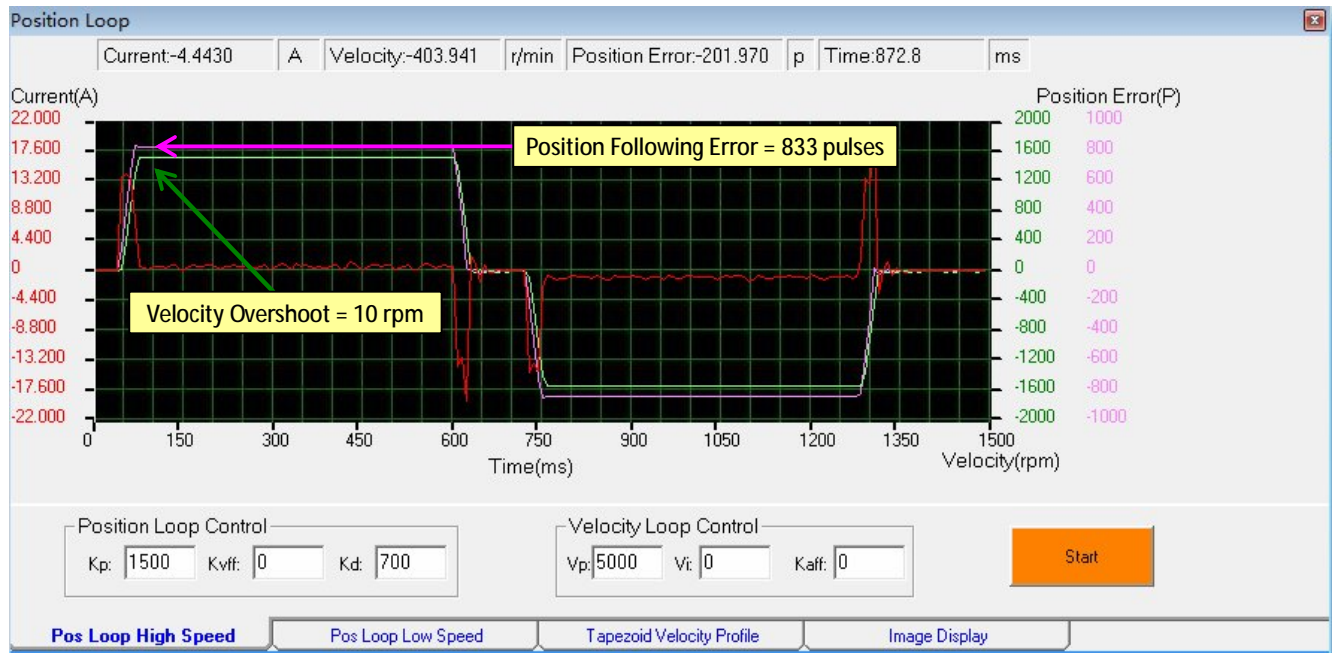 Position Loop
Current:-4.4430 A Velocity:-403.941 r/min Position Error:-201.970 p Time:872.8 ms
Current(A) Position Error(P)
22.000 2000 1000
17.600 1600 800
13.200 1200 600
8.800 800 400
4.400 400 200
0 0 0
-4.400 -400 -200
-8.800 -800 -400
-13.200 -1200 -600
-17.600 -1600 -800
-22.000 -2000 -1000
Position Following Error = 833 pulses
Velocity Overshoot = 10 rpm
0 150 300 450 600 750 900 1050 1200 1350 1500
Time(ms) Velocity(rpm)
Position Loop Control Velocity Loop Control
Kp: 1500 Kvff: 0 Kd: 700 Vp: 5000 Vi: 0 Kaff: 0
Start
Pos Loop High Speed Pos Loop Low Speed Tapezoid Velocity Profile Image Display